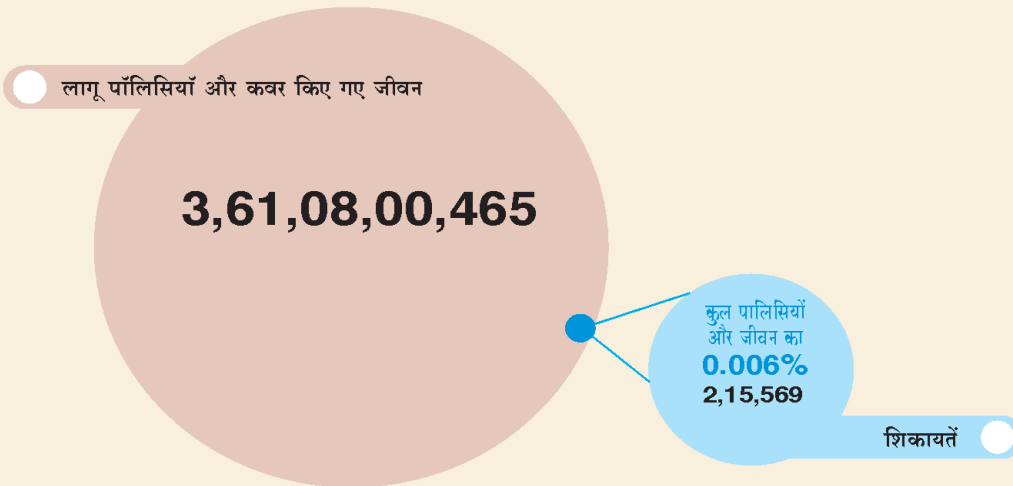 लागू पॉलिसियॉ और कवर किए गए जीवन
3,61,08,00,465
कुल पालिसियों
और जीवन का
0.006%
2,15,569
शिकायतें